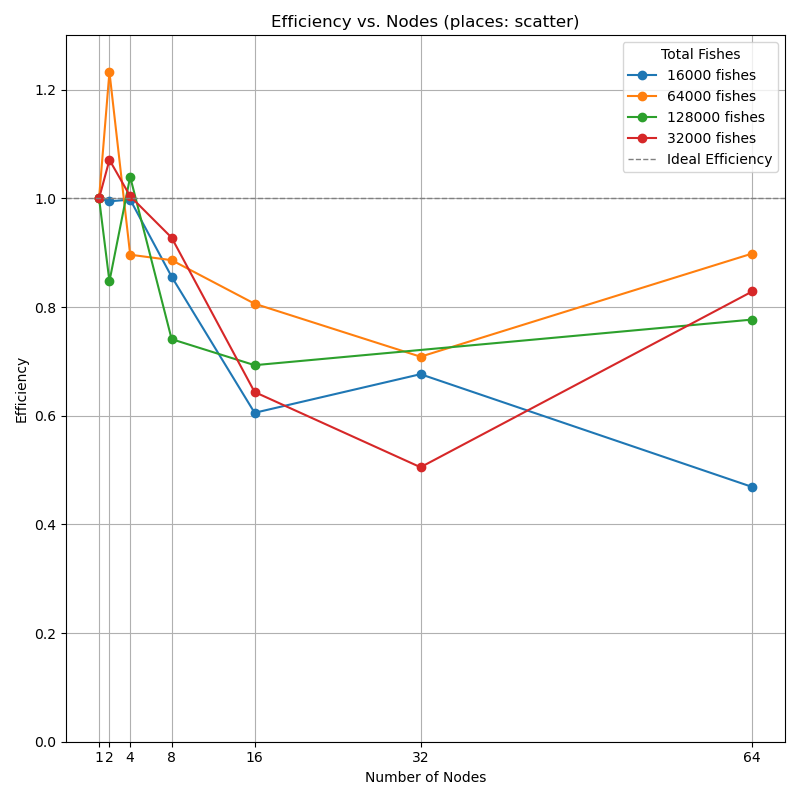 Efficiency vs. Nodes (places: scatter)
Total Fishes
16000 fishes
64000 fishes
128000 fishes
32000 fishes
Ideal Efficiency
Efficiency
1.2
1.0
0.8
0.6
0.4
0.2
0.0
1 2 4 8 16 32 64
Number of Nodes